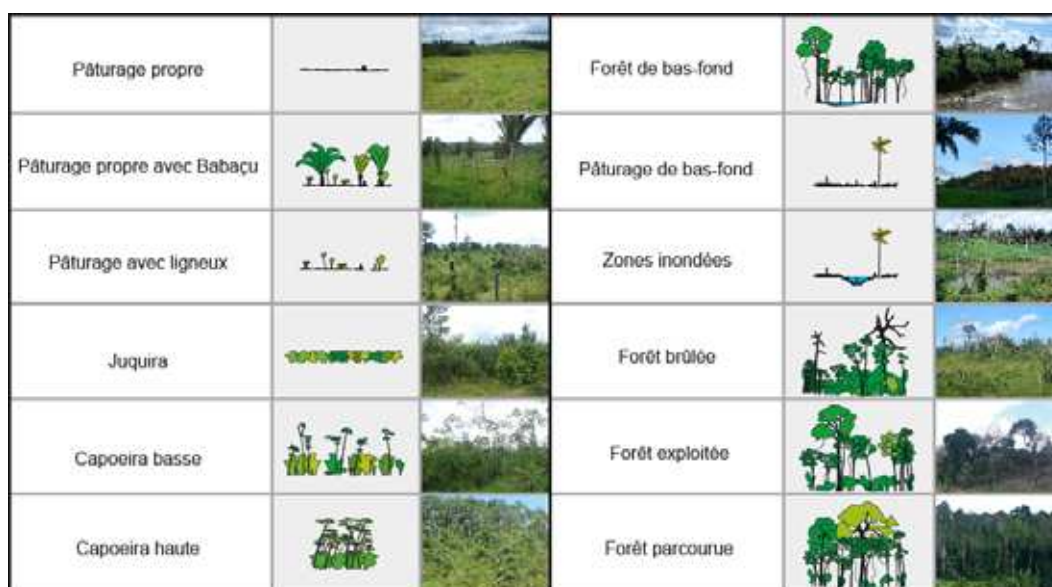 Pâturage propre
Pâturage propre avec Babaçu
Pâturage avec ligneux
Juquira
Capoeira basse
Capoeira haute
Forêt de bas-fond
Pâturage de bas-fond
Zones inondées
Forêt brûlée
Forêt exploitée
Forêt parcourue